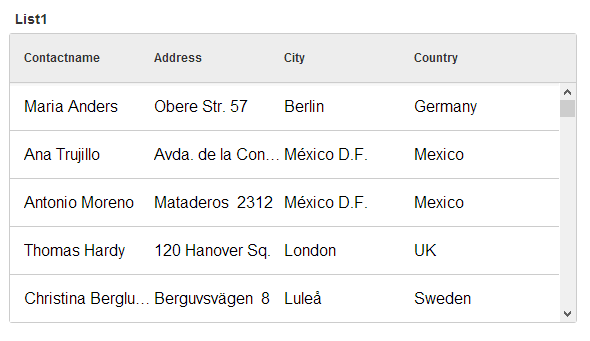 List1
Contactname Address City Country
Maria Anders Obere Str. 57 Berlin Germany
Ana Trujillo Avda. de la Con... México D.F. Mexico
Antonio Moreno Mataderos  2312 México D.F. Mexico
Thomas Hardy 120 Hanover Sq. London UK
Christina Berglu... Berguvsvägen  8 Luleå Sweden